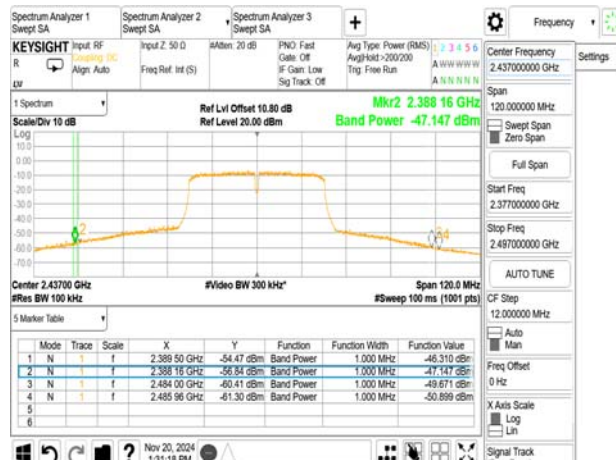 Spectrum Analyzer 1
Swept SA
Spectrum Analyzer 2
Swept SA
Spectrum Analyzer 3
Swept SA
+
Frequency
Settings
KEYSIGHT
R
Input: RF
Coupling: DC
Align: Auto
Input Z: 50 Ω
Freq Ref: Int (S)
#Atten: 20 dB
PNO: Fast
Gate: Off
IF Gain: Low
Sig Track: Off
Avg Type: Power (RMS)
Avg|Hold:>200/200
Trig: Free Run
1 2 3 4 5 6
A W W W W W
A N N N N N
1 Spectrum
Scale/Div 10 dB
Ref Lvl Offset 10.80 dB
Ref Level 20.00 dBm
Mkr2 2.388 16 GHz
Band Power -47.147 dBm
Log
10.0
0.00
-10.0
-20.0
-30.0
-40.0
-50.0
-60.0
-70.0
2
4
Center 2.43700 GHz
#Res BW 100 kHz
#Video BW 300 kHz*
Span 120.0 MHz
#Sweep 100 ms (1001 pts)
5 Marker Table
Mode Trace Scale X Y Function Function Width Function Value
1 N 1 f 2.389 50 GHz -54.47 dBm Band Power 1.000 MHz -46.310 dBm
2 N 1 f 2.388 16 GHz -56.84 dBm Band Power 1.000 MHz -47.147 dBm
3 N 1 f 2.484 00 GHz -60.41 dBm Band Power 1.000 MHz -49.671 dBm
4 N 1 f 2.485 96 GHz -61.30 dBm Band Power 1.000 MHz -50.899 dBm
5
6
?
Nov 20, 2024
1:31:18 PM
Center Frequency
2.437000000 GHz
Span
120.000000 MHz
Swept Span
Zero Span
Full Span
Start Freq
2.377000000 GHz
Stop Freq
2.497000000 GHz
AUTO TUNE
CF Step
12.000000 MHz
Auto
Man
Freq Offset
0 Hz
X Axis Scale
Log
Lin
Signal Track